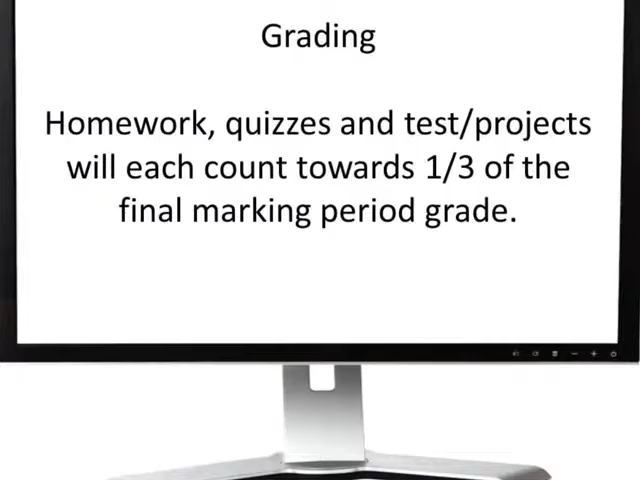 Grading
Homework, quizzes and test/projects
will each count towards 1/3 of the
final marking period grade.